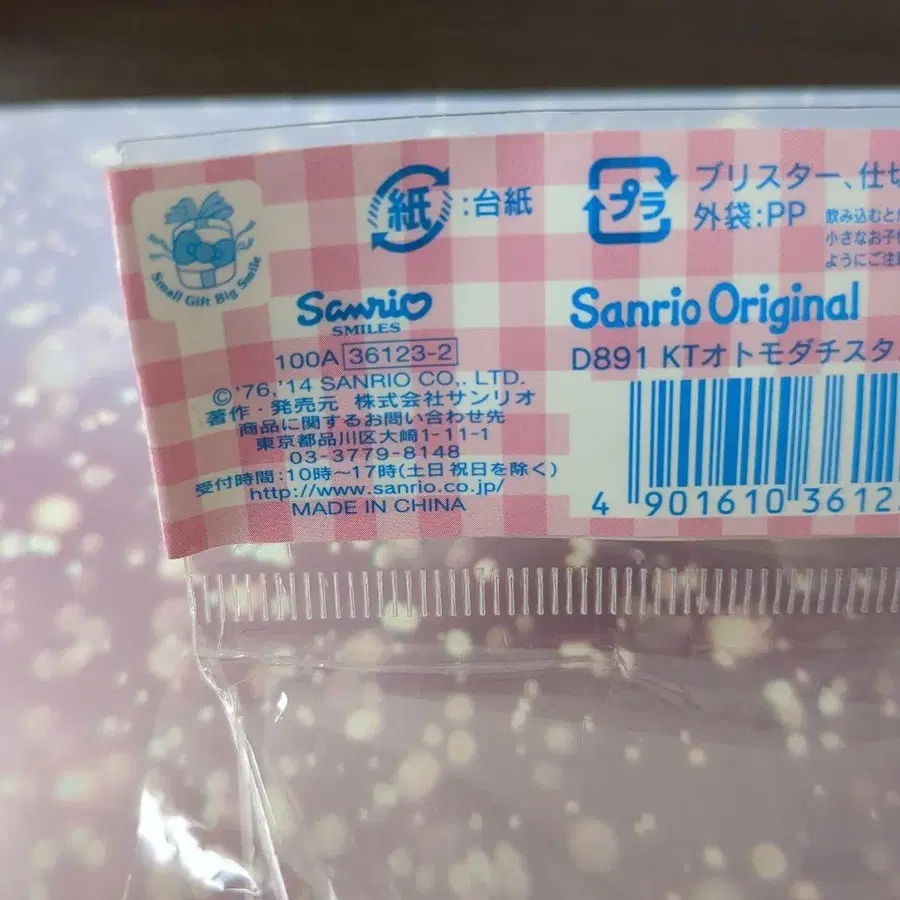 Small Gift Big Smile
紙:台紙
プラ
ブリスター、仕切
外袋:PP
飲み込むと
小さなお子
ようにご注
Sanrio
SMILES
100A 36123-2
©'76,'14 SANRIO CO,. LTD.
著作・発売元 株式会社サンリオ
商品に関するお問い合わせ先
東京都品川区大崎1-11-1
03-3779-8148
受付時間:10時～17時(土日祝日を除く)
http://www.sanrio.co.jp/
MADE IN CHINA
Sanrio Original
D891 KTオトモダチスタ
4 901610 3612